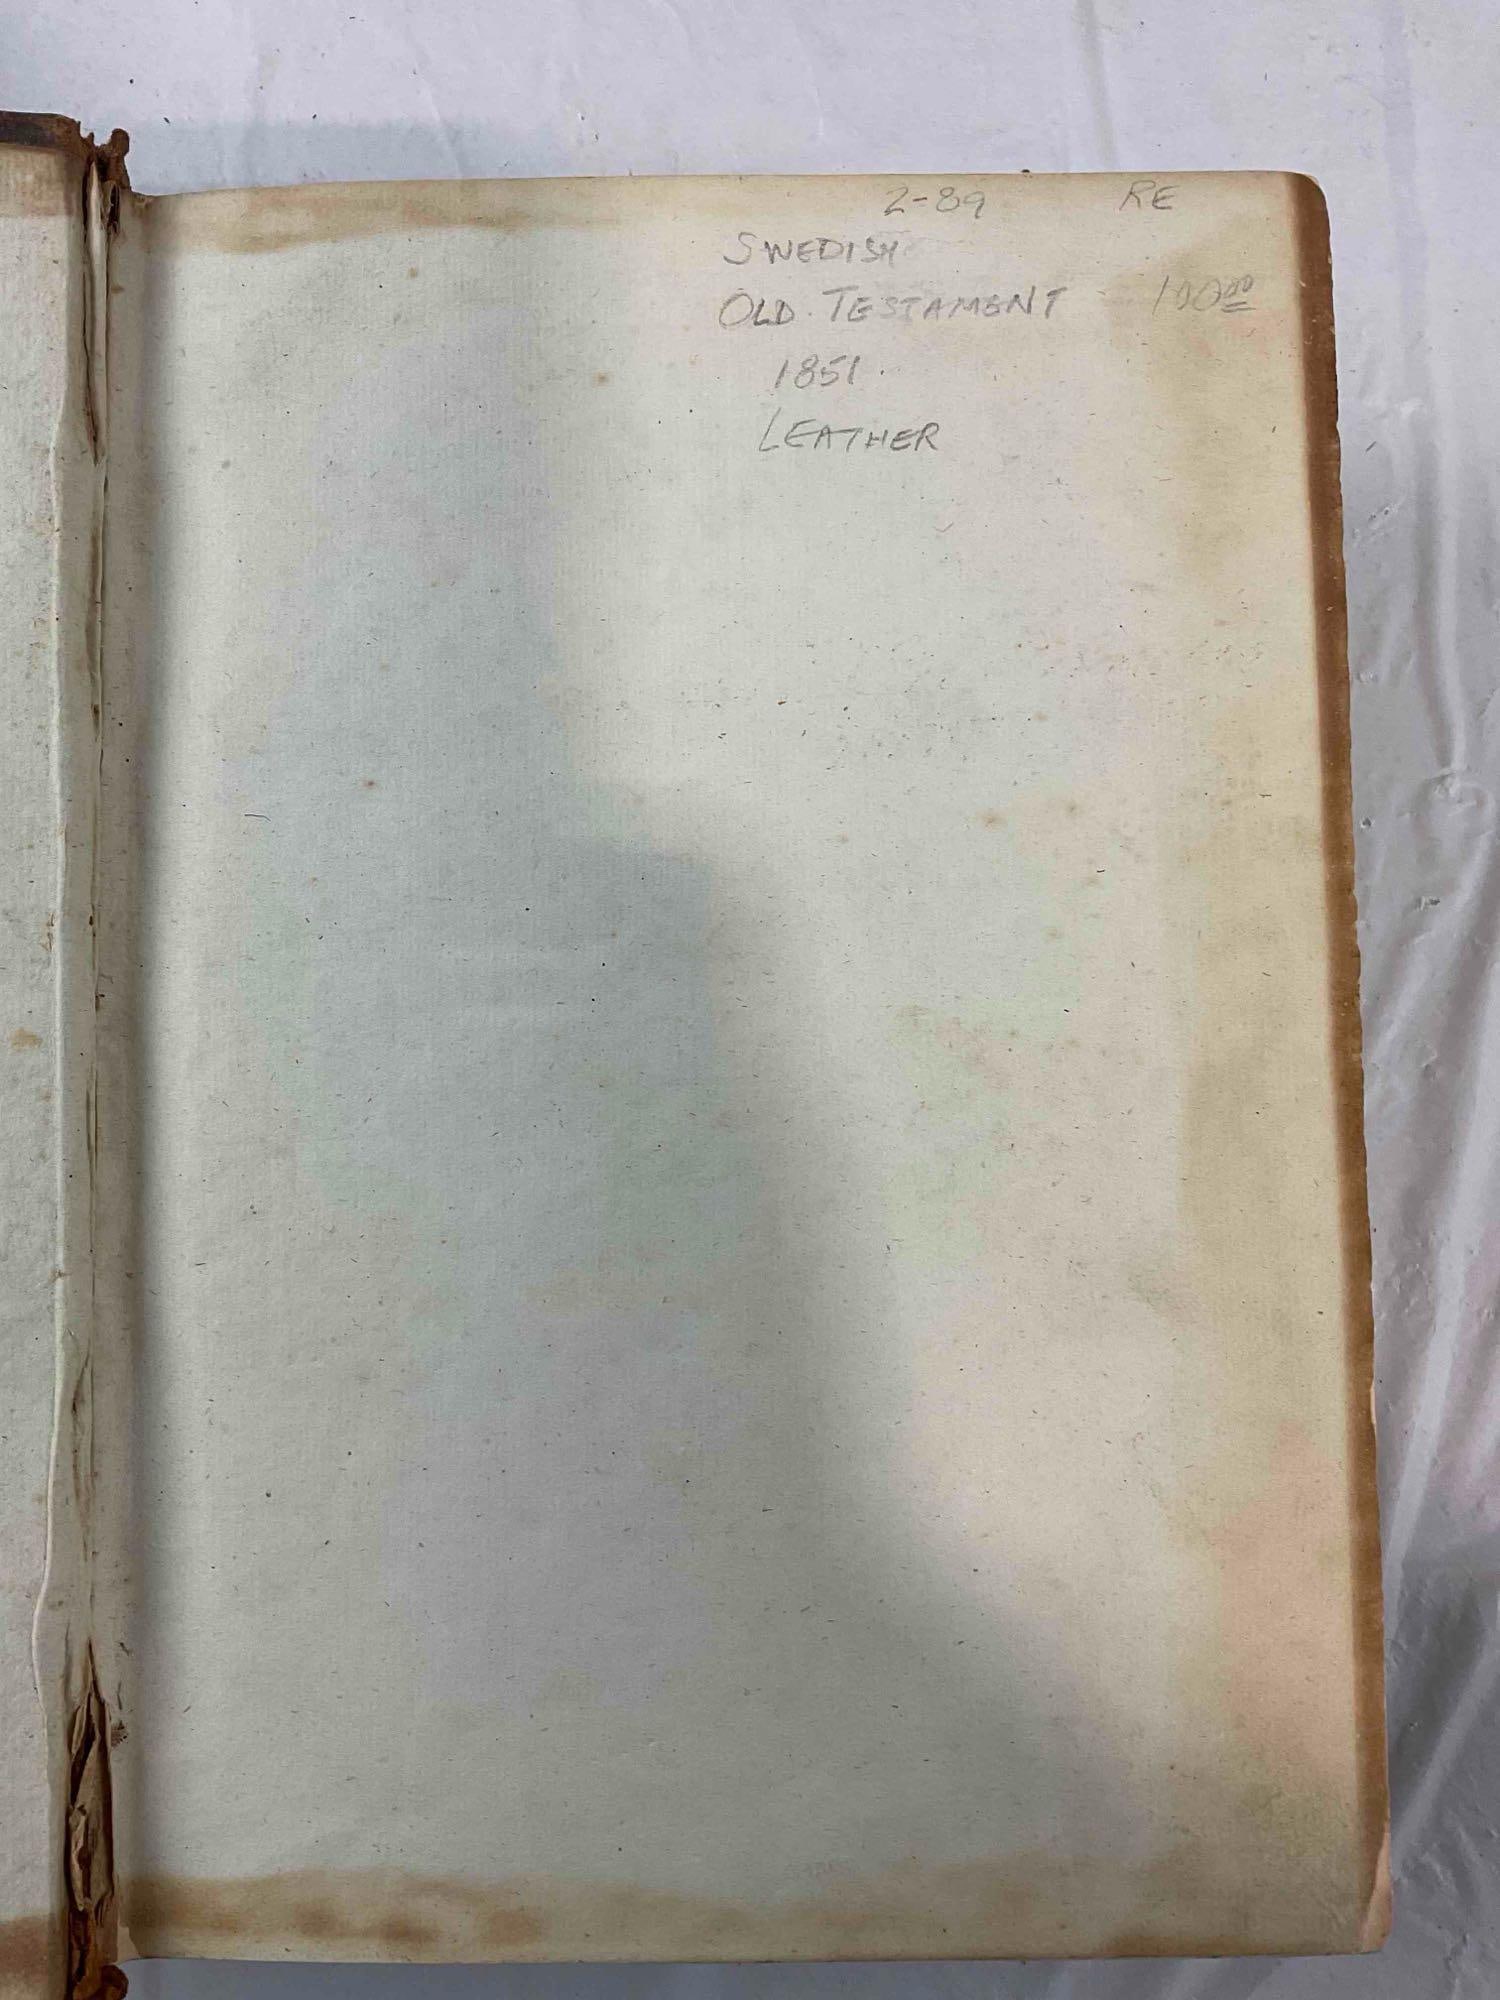 2-89 RE
SWEDISH
OLD TESTAMENT 100.00
1851
LEATHER